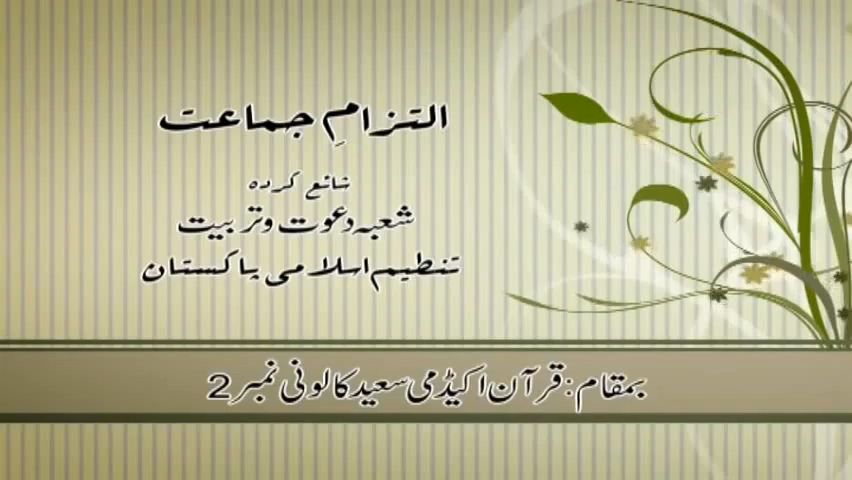 التزامِ جماعت
شائع کردہ
شعبہ دعوت و تربیت
تنظیم اسلامی پاکستان
بمقام: قرآن اکیڈمی سعید کالونی نمبر 2